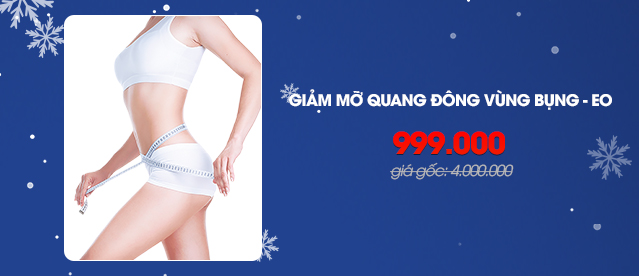 GIẢM MỠ QUANG ĐÔNG VÙNG BỤNG - EO
999.000
giá gốc: 4.000.000